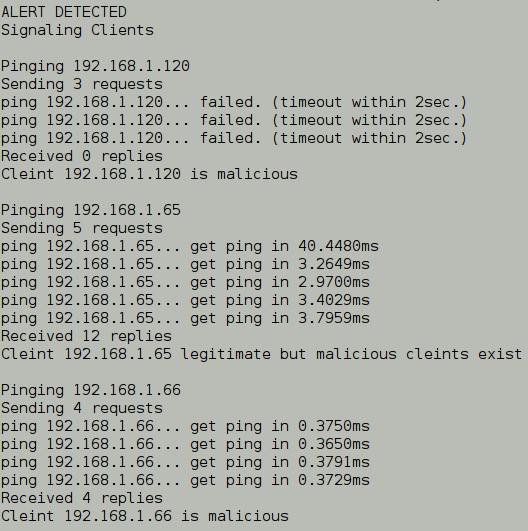 ALERT DETECTED
Signaling Clients
Pinging 192.168.1.120
Sending 3 requests
ping 192.168.1.120... failed. (timeout within 2sec.)
ping 192.168.1.120... failed. (timeout within 2sec.)
ping 192.168.1.120... failed. (timeout within 2sec.)
Received 0 replies
Cleint 192.168.1.120 is malicious
Pinging 192.168.1.65
Sending 5 requests
ping 192.168.1.65... get ping in 40.4480ms
ping 192.168.1.65... get ping in 3.2649ms
ping 192.168.1.65... get ping in 2.9700ms
ping 192.168.1.65... get ping in 3.4029ms
ping 192.168.1.65... get ping in 3.7959ms
Received 12 replies
Cleint 192.168.1.65 legitimate but malicious cleints exist
Pinging 192.168.1.66
Sending 4 requests
ping 192.168.1.66... get ping in 0.3750ms
ping 192.168.1.66... get ping in 0.3650ms
ping 192.168.1.66... get ping in 0.3791ms
ping 192.168.1.66... get ping in 0.3729ms
Received 4 replies
Cleint 192.168.1.66 is malicious